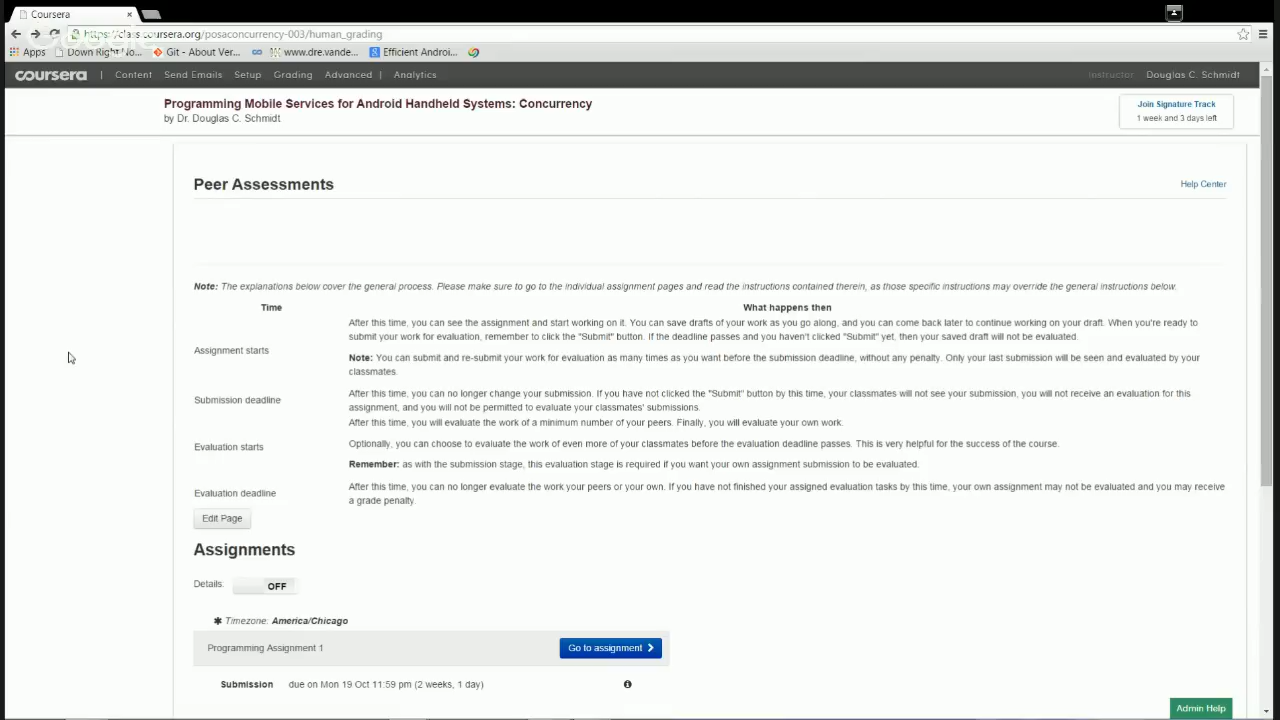 Coursera ×
https://class.coursera.org/posaconcurrency-003/human_grading
Apps Down Right No... Git - About Ver... www.dre.vande... Efficient Androi...
coursera | Content Send Emails Setup Grading Advanced | Analytics Instructor Douglas C. Schmidt
Programming Mobile Services for Android Handheld Systems: Concurrency
by Dr. Douglas C. Schmidt
Join Signature Track
1 week and 3 days left
Peer Assessments
Help Center
Note: The explanations below cover the general process. Please make sure to go to the individual assignment pages and read the instructions contained therein, as those specific instructions may override the general instructions below.
Time What happens then
After this time, you can see the assignment and start working on it. You can save drafts of your work as you go along, and you can come back later to continue working on your draft. When you're ready to
submit your work for evaluation, remember to click the "Submit" button. If the deadline passes and you haven't clicked "Submit" yet, then your saved draft will not be evaluated.
Assignment starts
Note: You can submit and re-submit your work for evaluation as many times as you want before the submission deadline, without any penalty. Only your last submission will be seen and evaluated by your
classmates.
After this time, you can no longer change your submission. If you have not clicked the "Submit" button by this time, your classmates will not see your submission, you will not receive an evaluation for this
Submission deadline
assignment, and you will not be permitted to evaluate your classmates' submissions.
After this time, you will evaluate the work of a minimum number of your peers. Finally, you will evaluate your own work.
Evaluation starts
Optionally, you can choose to evaluate the work of even more of your classmates before the evaluation deadline passes. This is very helpful for the success of the course.
Remember: as with the submission stage, this evaluation stage is required if you want your own assignment submission to be evaluated.
After this time, you can no longer evaluate the work your peers or your own. If you have not finished your assigned evaluation tasks by this time, your own assignment may not be evaluated and you may receive
Evaluation deadline
a grade penalty.
Edit Page
Assignments
Details: OFF
✱ Timezone: America/Chicago
Programming Assignment 1 Go to assignment
Submission due on Mon 19 Oct 11:59 pm (2 weeks, 1 day)
Admin Help